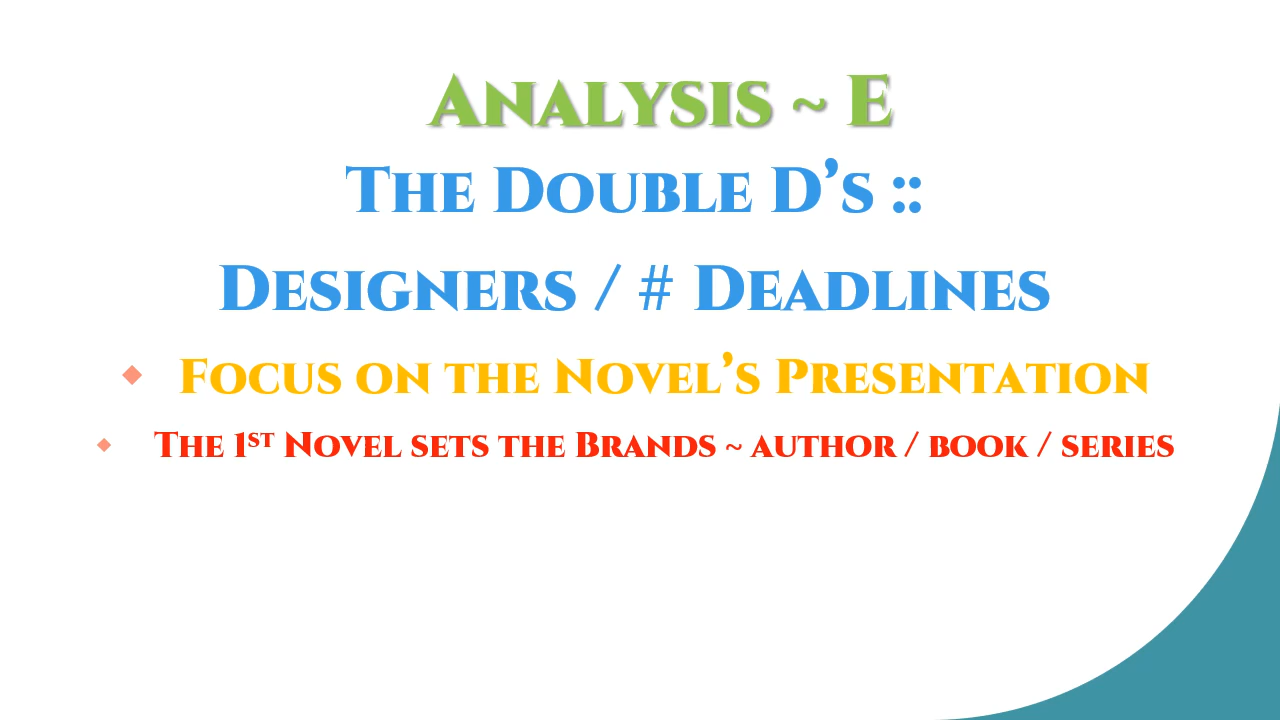 Analysis ~ E
The Double D’s ::
Designers / # Deadlines
Focus on the Novel’s Presentation
The 1st Novel sets the Brands ~ author / book / series